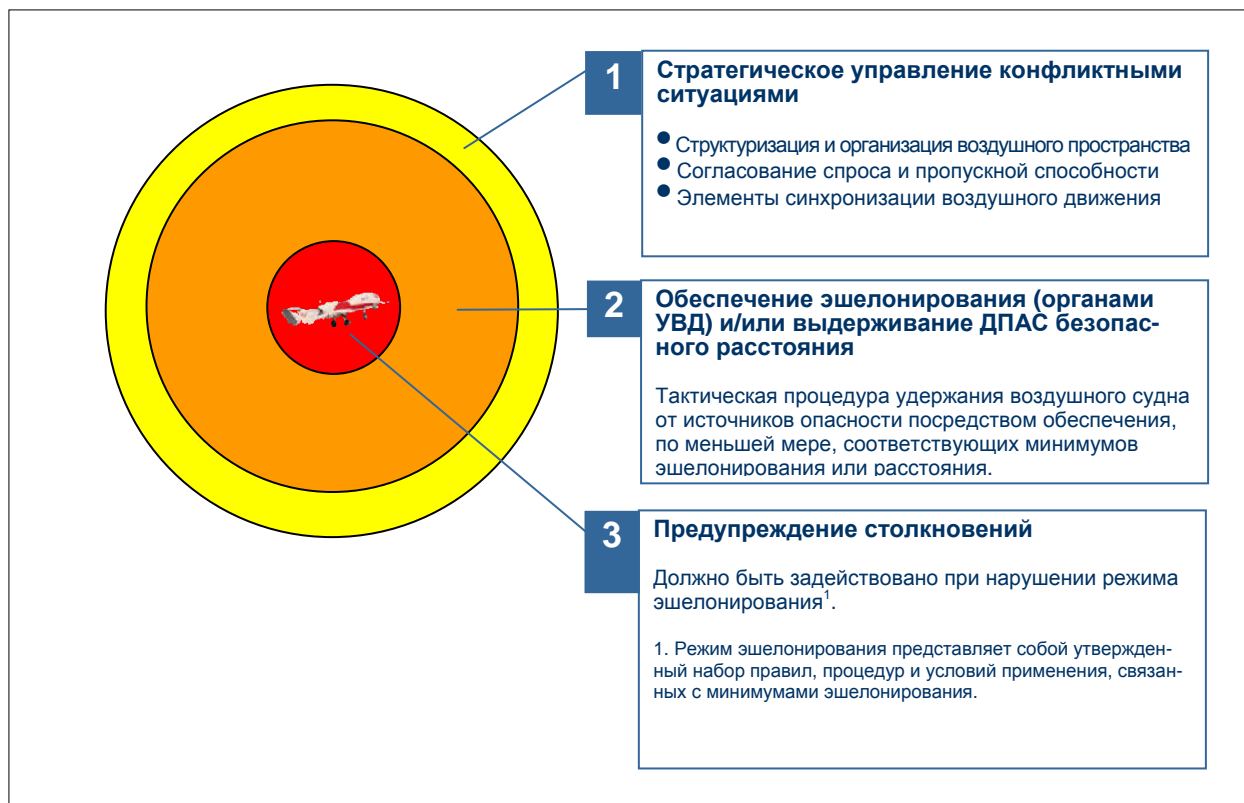 1
Стратегическое управление конфликтными
ситуациями
● Структуризация и организация воздушного пространства
● Согласование спроса и пропускной способности
● Элементы синхронизации воздушного движения
2
Обеспечение эшелонирования (органами
УВД) и/или выдерживание ДПАС безопас-
ного расстояния
Тактическая процедура удержания воздушного судна
от источников опасности посредством обеспечения,
по меньшей мере, соответствующих минимумов
эшелонирования или расстояния.
3
Предупреждение столкновений
Должно быть задействовано при нарушении режима
эшелонирования¹.
1. Режим эшелонирования представляет собой утвержден-
ный набор правил, процедур и условий применения, связан-
ных с минимумами эшелонирования.